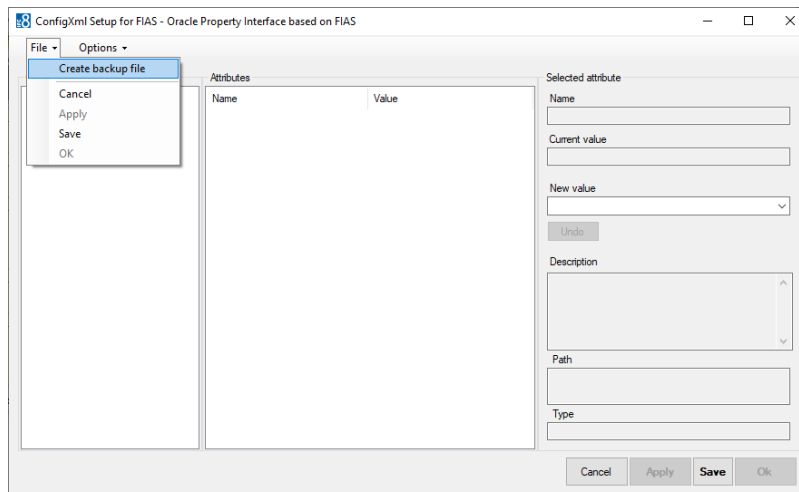 ConfigXml Setup for FIAS - Oracle Property Interface based on FIAS
File Options
Create backup file
Cancel
Apply
Save
OK
Attributes
Name Value
Selected attribute
Name
Current value
New value
Undo
Description
Path
Type
Cancel Apply Save Ok